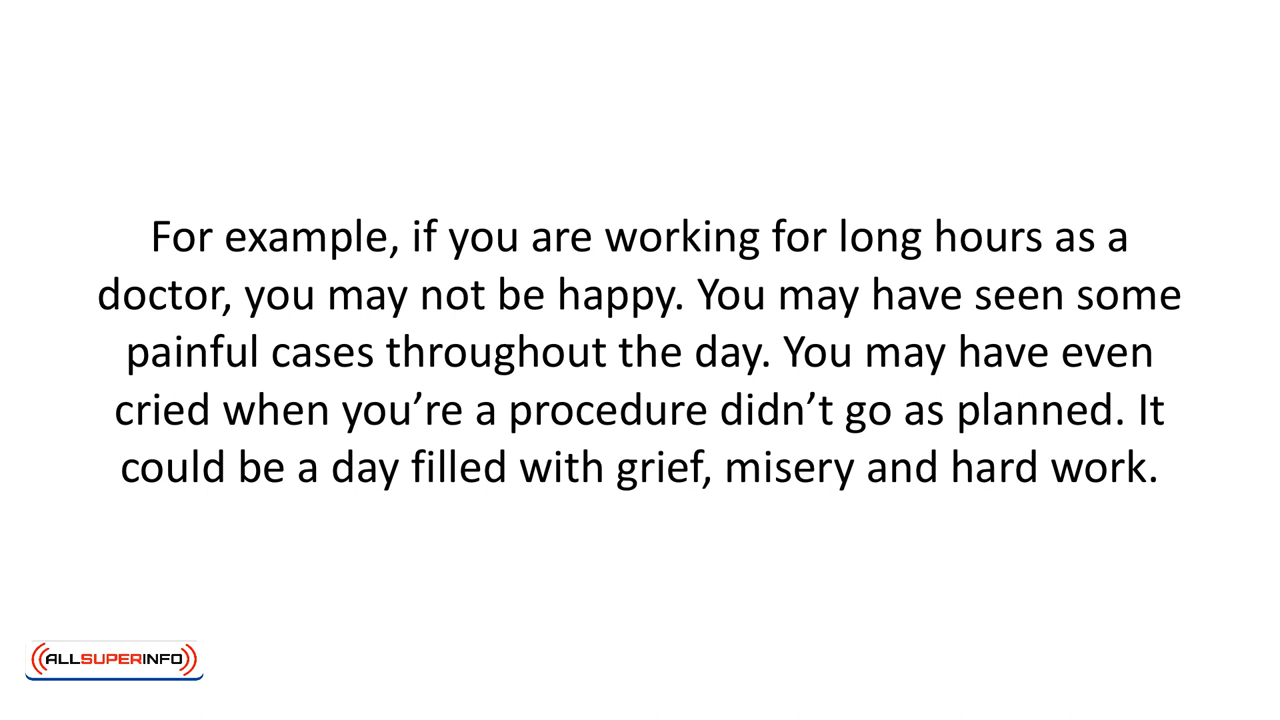 For example, if you are working for long hours as a
doctor, you may not be happy. You may have seen some
painful cases throughout the day. You may have even
cried when you’re a procedure didn’t go as planned. It
could be a day filled with grief, misery and hard work.
ALLSUPERINFO